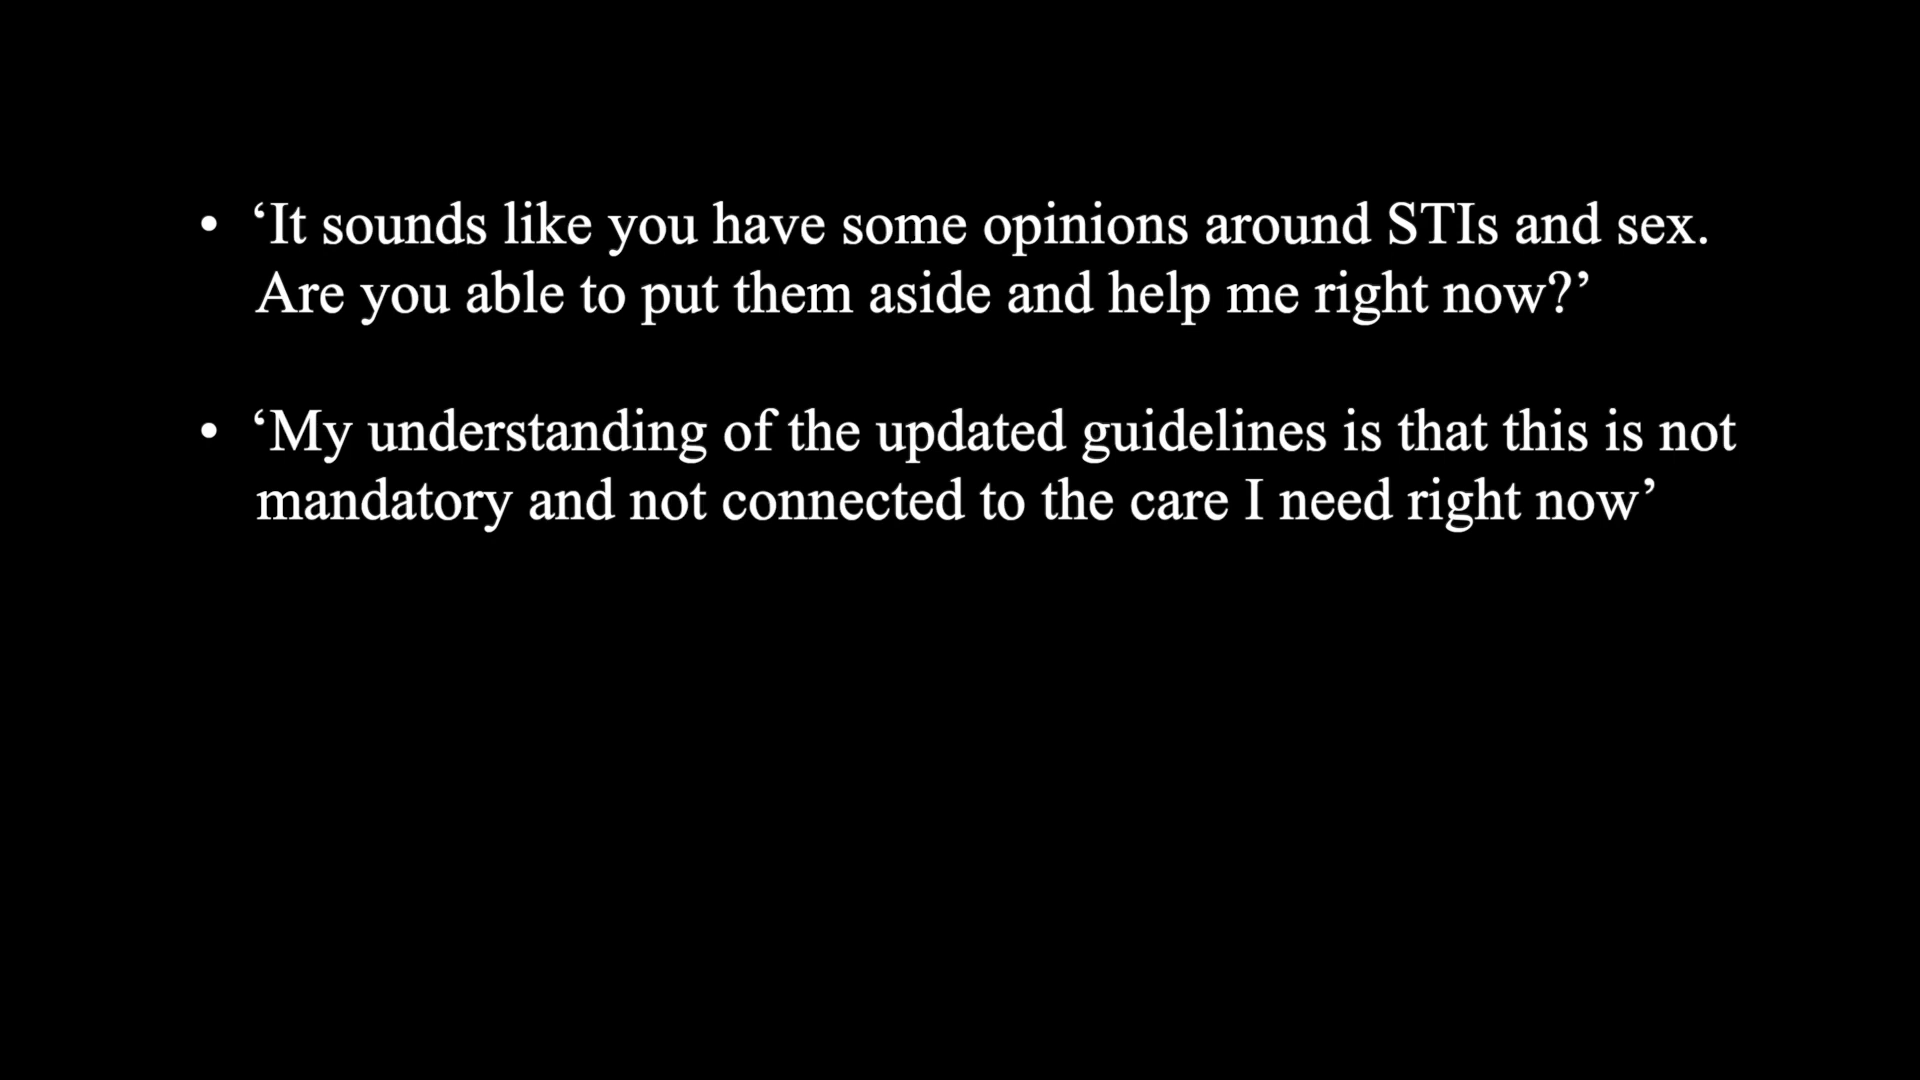 • ‘It sounds like you have some opinions around STIs and sex.
Are you able to put them aside and help me right now?’
• ‘My understanding of the updated guidelines is that this is not
mandatory and not connected to the care I need right now’